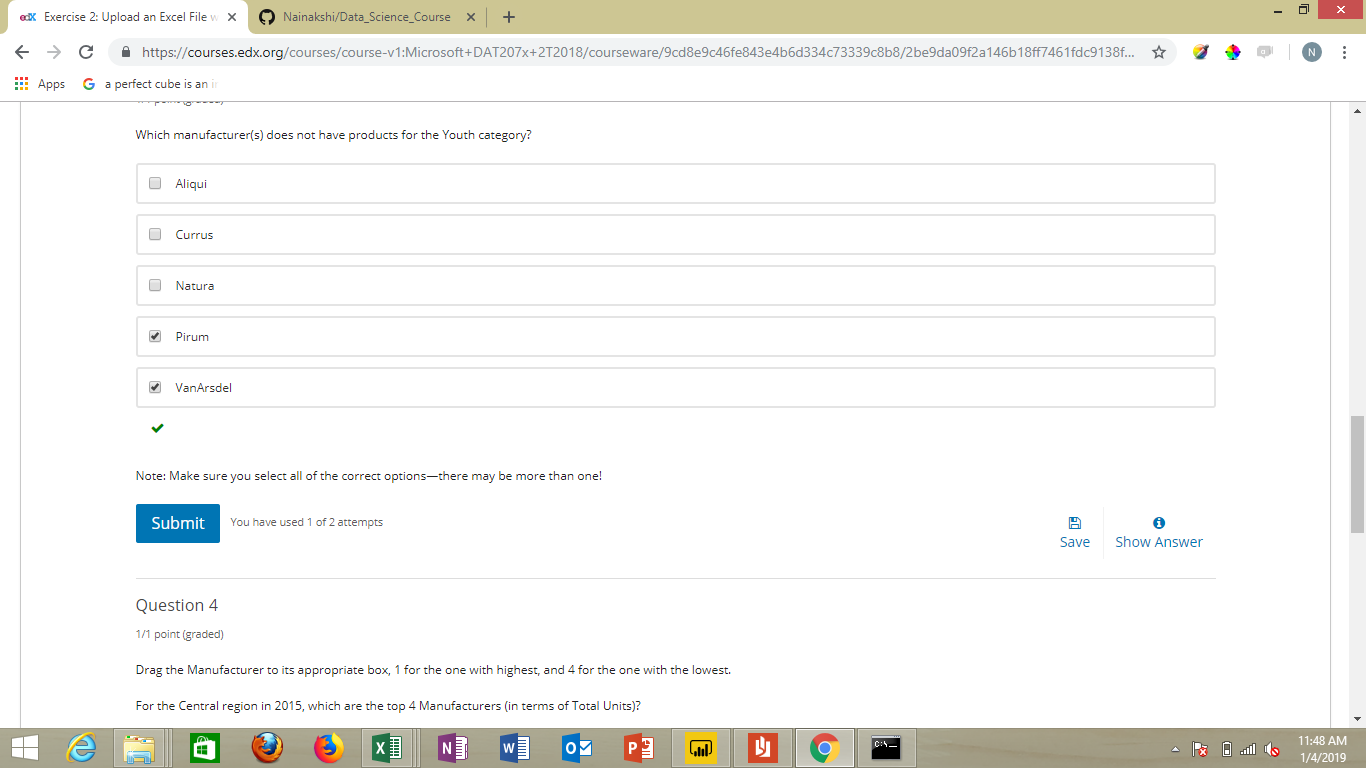 edX Exercise 2: Upload an Excel File w
Nainakshi/Data_Science_Course
https://courses.edx.org/courses/course-v1:Microsoft+DAT207x+2T2018/courseware/9cd8e9c46fe843e4b6d334c73339c8b8/2be9da09f2a146b18ff7461fdc9138f...
N
Apps
G a perfect cube is an i
Which manufacturer(s) does not have products for the Youth category?
Aliqui
Currus
Natura
Pirum
VanArsdel
Note: Make sure you select all of the correct options—there may be more than one!
Submit
You have used 1 of 2 attempts
Save
Show Answer
Question 4
1/1 point (graded)
Drag the Manufacturer to its appropriate box, 1 for the one with highest, and 4 for the one with the lowest.
For the Central region in 2015, which are the top 4 Manufacturers (in terms of Total Units)?
11:48 AM
1/4/2019